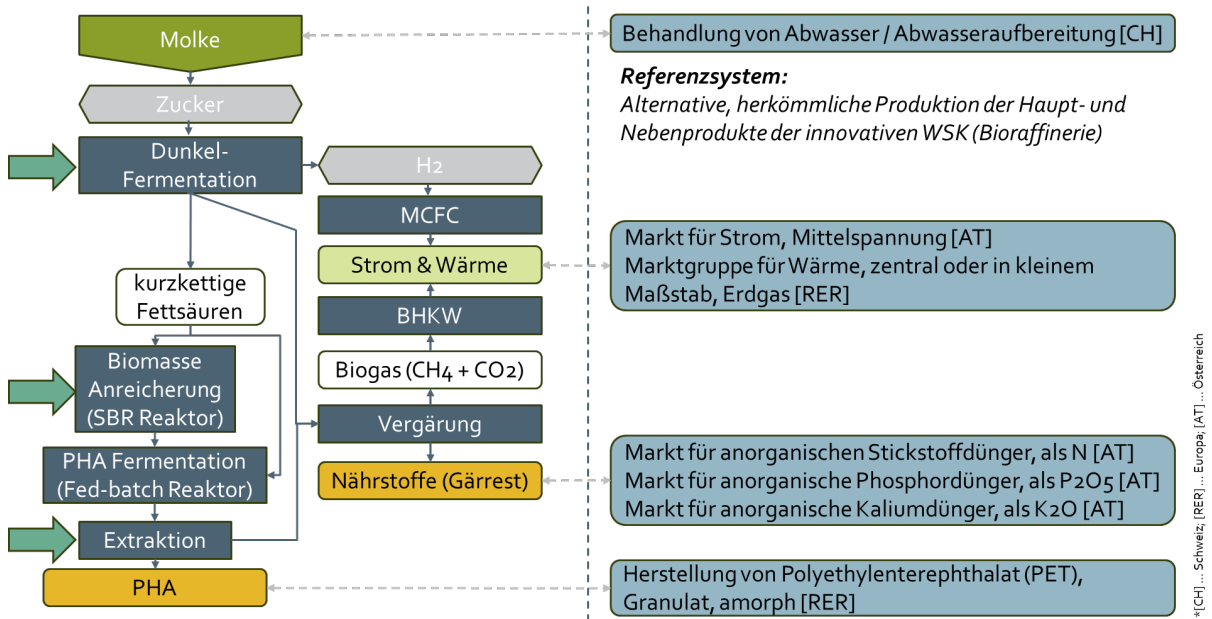 Molke
Zucker
Dunkel-
Fermentation
kurzkettige
Fettsäuren
Biomasse
Anreicherung
(SBR Reaktor)
PHA Fermentation
(Fed-batch Reaktor)
Extraktion
PHA
H2
MCFC
Strom & Wärme
BHKW
Biogas (CH4 + CO2)
Vergärung
Nährstoffe (Gärrest)
Behandlung von Abwasser / Abwasseraufbereitung [CH]
Referenzsystem:
Alternative, herkömmliche Produktion der Haupt- und
Nebenprodukte der innovativen WSK (Bioraffinerie)
Markt für Strom, Mittelspannung [AT]
Marktgruppe für Wärme, zentral oder in kleinem
Maßstab, Erdgas [RER]
Markt für anorganischen Stickstoffdünger, als N [AT]
Markt für anorganische Phosphordünger, als P2O5 [AT]
Markt für anorganische Kaliumdünger, als K2O [AT]
Herstellung von Polyethylenterephthalat (PET),
Granulat, amorph [RER]
*[CH] ... Schweiz; [RER] ... Europa; [AT] ... Österreich